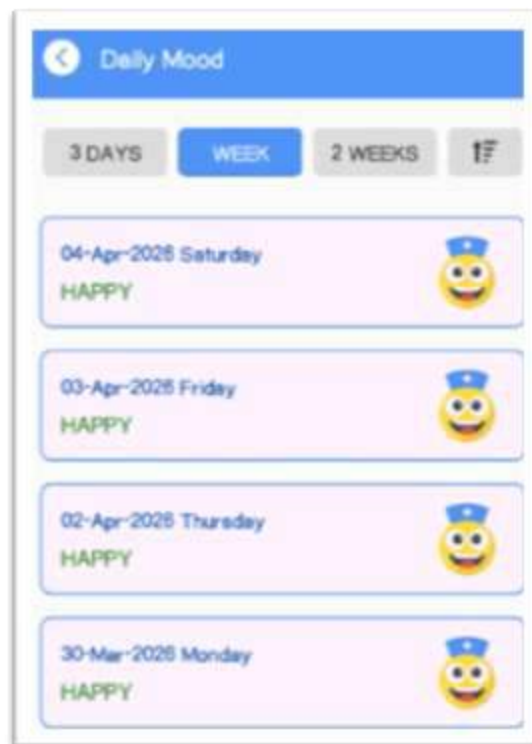 Daily Mood
3 DAYS WEEK 2 WEEKS
04-Apr-2026 Saturday
HAPPY
03-Apr-2026 Friday
HAPPY
02-Apr-2026 Thursday
HAPPY
30-Mar-2026 Monday
HAPPY